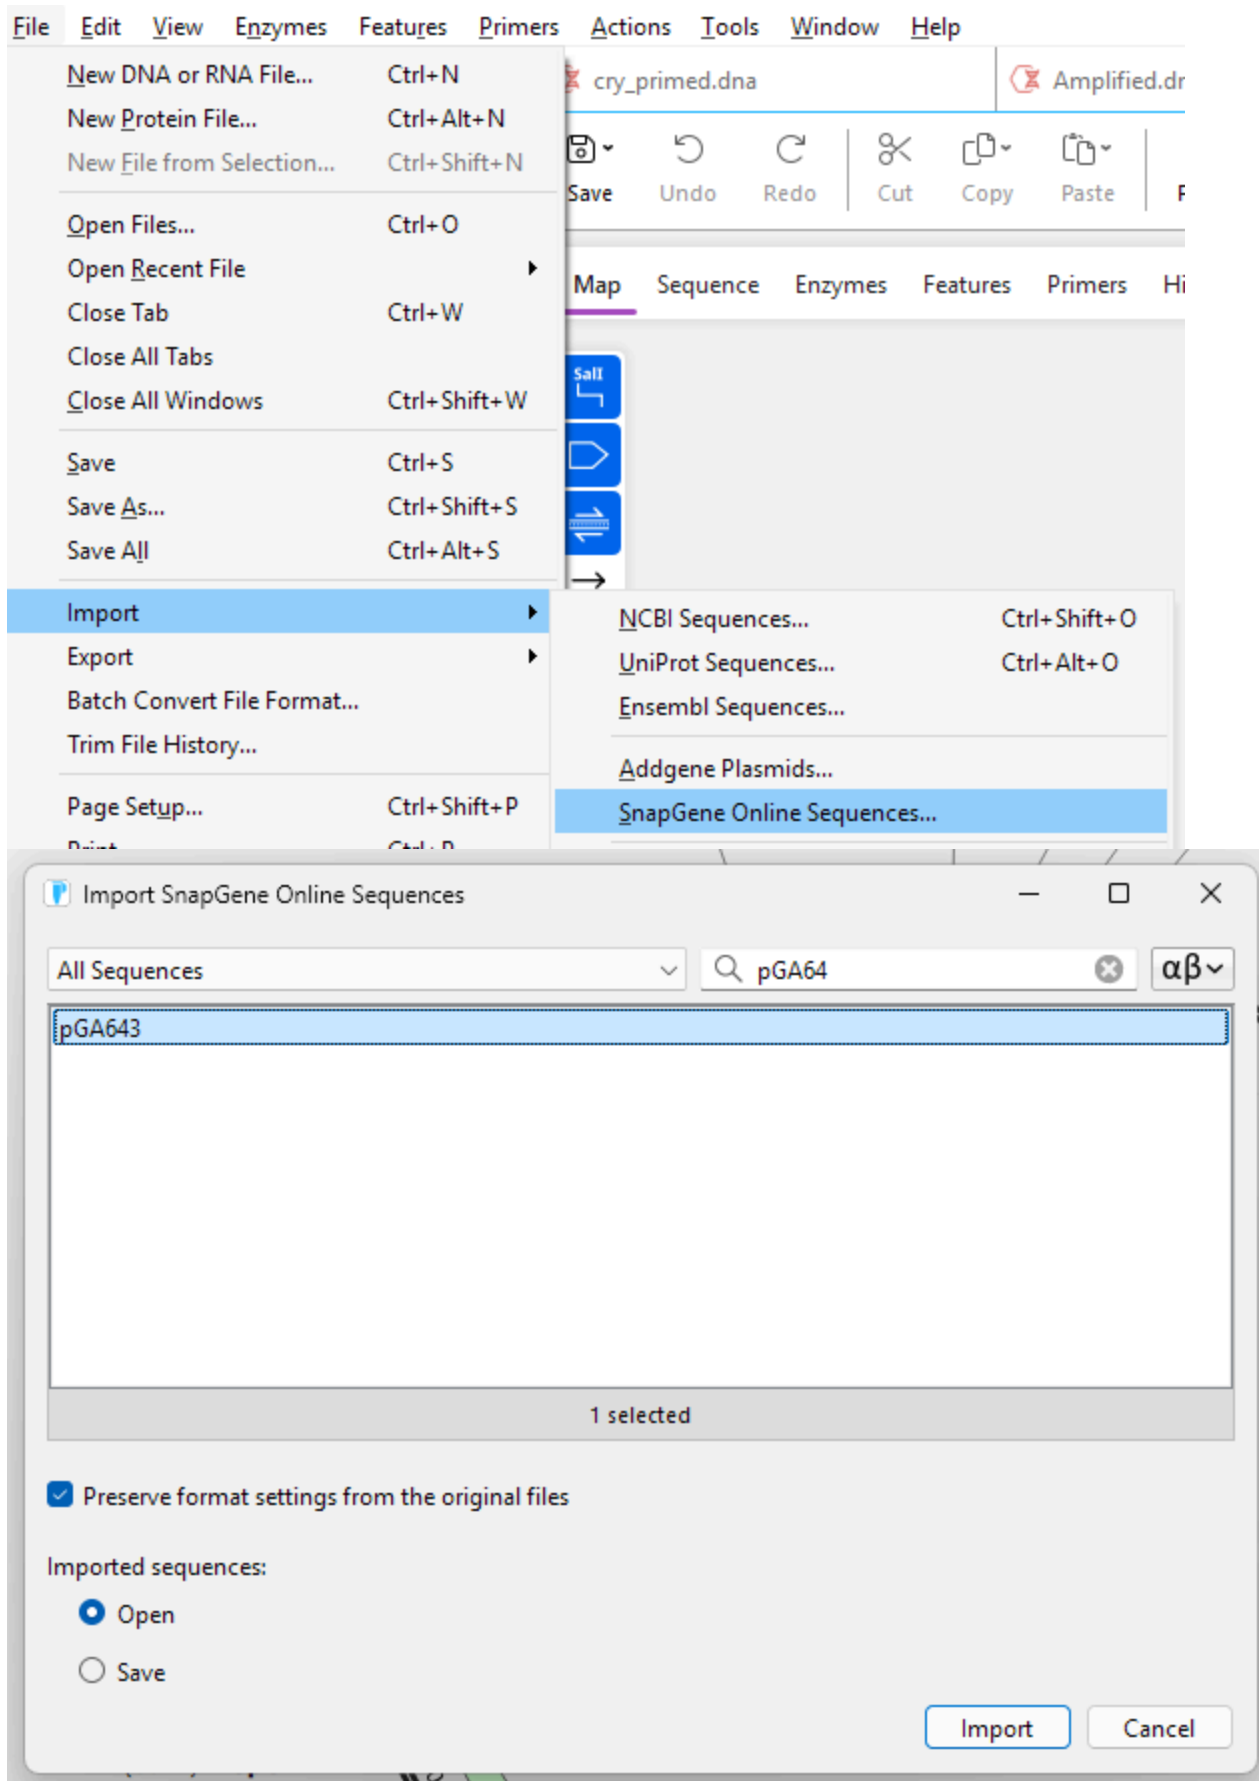 File Edit View Enzymes Features Primers Actions Tools Window Help
New DNA or RNA File... Ctrl+N
cry_primed.dna Amplified.dr
New Protein File... Ctrl+Alt+N
New File from Selection... Ctrl+Shift+N
Save Undo Redo Cut Copy Paste
Open Files... Ctrl+O
Open Recent File
Map Sequence Enzymes Features Primers Hi
Close Tab Ctrl+W
Close All Tabs
SalI
Close All Windows Ctrl+Shift+W
Save Ctrl+S
Save As... Ctrl+Shift+S
Save All Ctrl+Alt+S
Import
NCBI Sequences... Ctrl+Shift+O
Export
UniProt Sequences... Ctrl+Alt+O
Batch Convert File Format...
Ensembl Sequences...
Trim File History...
Addgene Plasmids...
Page Setup... Ctrl+Shift+P
SnapGene Online Sequences...
Print Ctrl+P
Import SnapGene Online Sequences
All Sequences pGA64 αβ
pGA643
1 selected
Preserve format settings from the original files
Imported sequences:
Open
Save
Import Cancel